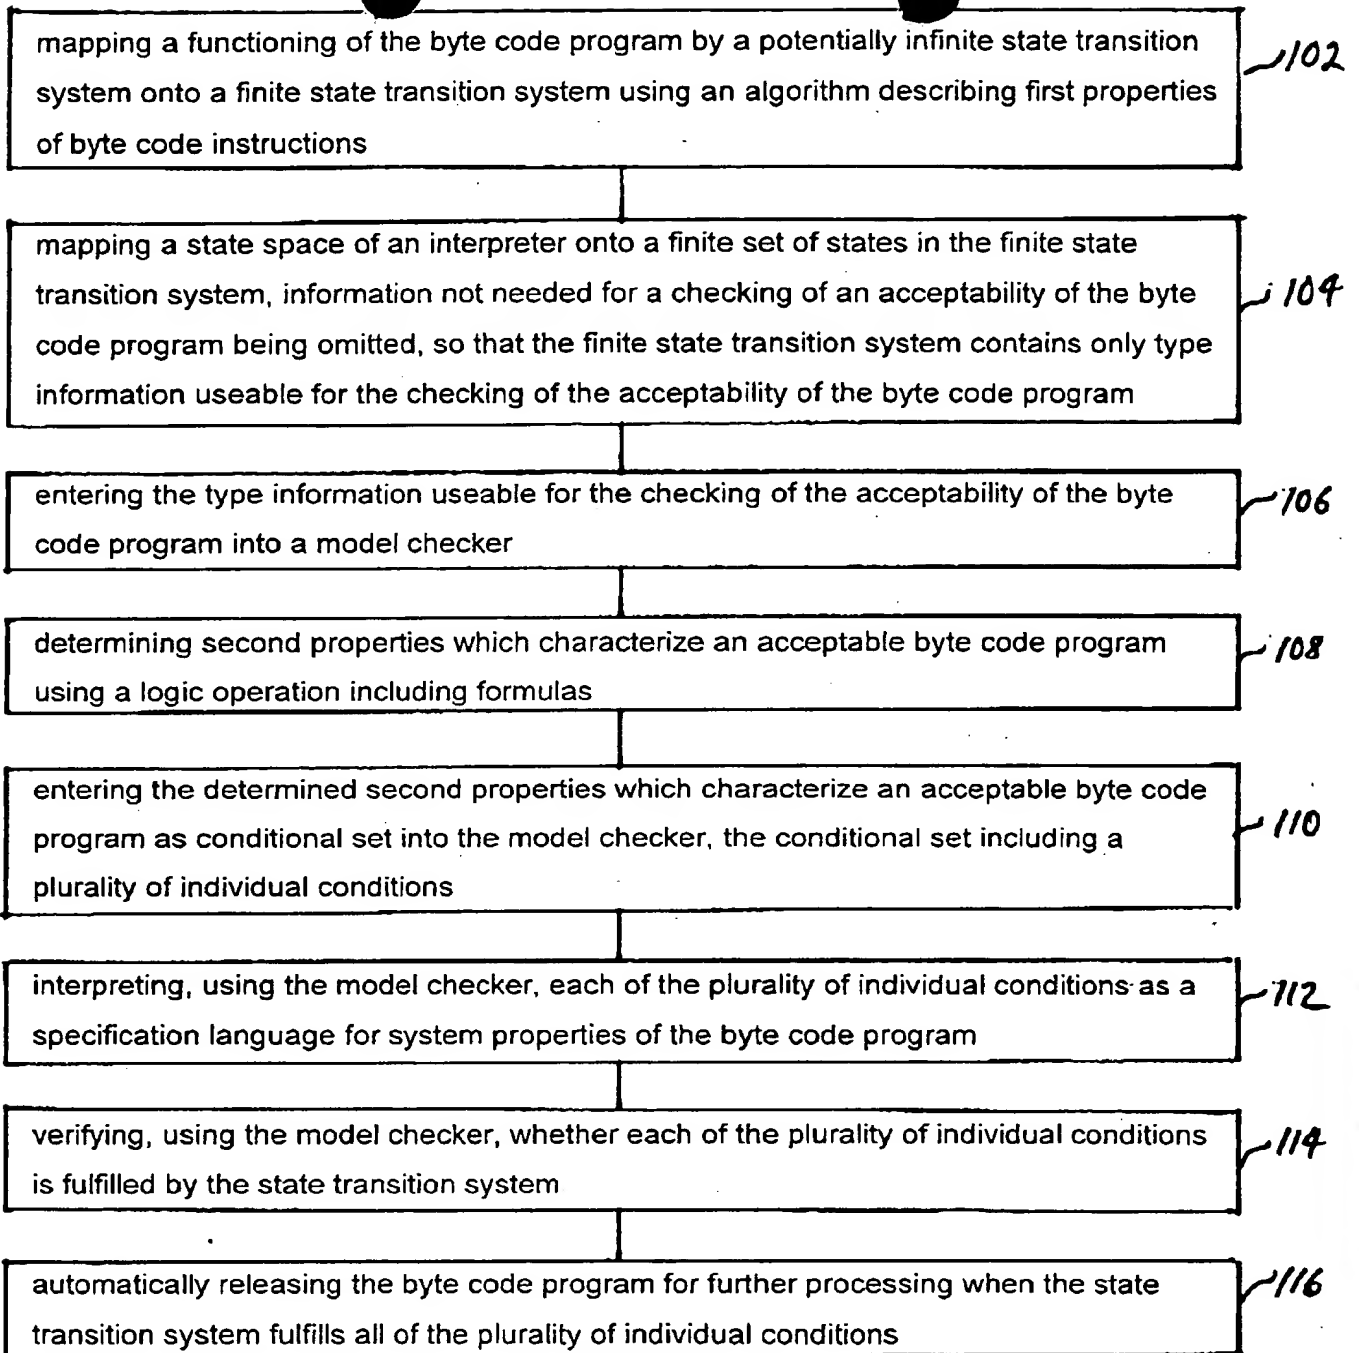 mapping a functioning of the byte code program by a potentially infinite state transition
102
system onto a finite state transition system using an algorithm describing first properties
of byte code instructions
mapping a state space of an interpreter onto a finite set of states in the finite state
transition system, information not needed for a checking of an acceptability of the byte
104
code program being omitted, so that the finite state transition system contains only type
information useable for the checking of the acceptability of the byte code program
entering the type information useable for the checking of the acceptability of the byte
106
code program into a model checker
determining second properties which characterize an acceptable byte code program
108
using a logic operation including formulas
entering the determined second properties which characterize an acceptable byte code
program as conditional set into the model checker, the conditional set including a
110
plurality of individual conditions
interpreting, using the model checker, each of the plurality of individual conditions as a
112
specification language for system properties of the byte code program
verifying, using the model checker, whether each of the plurality of individual conditions
114
is fulfilled by the state transition system
automatically releasing the byte code program for further processing when the state
116
transition system fulfills all of the plurality of individual conditions